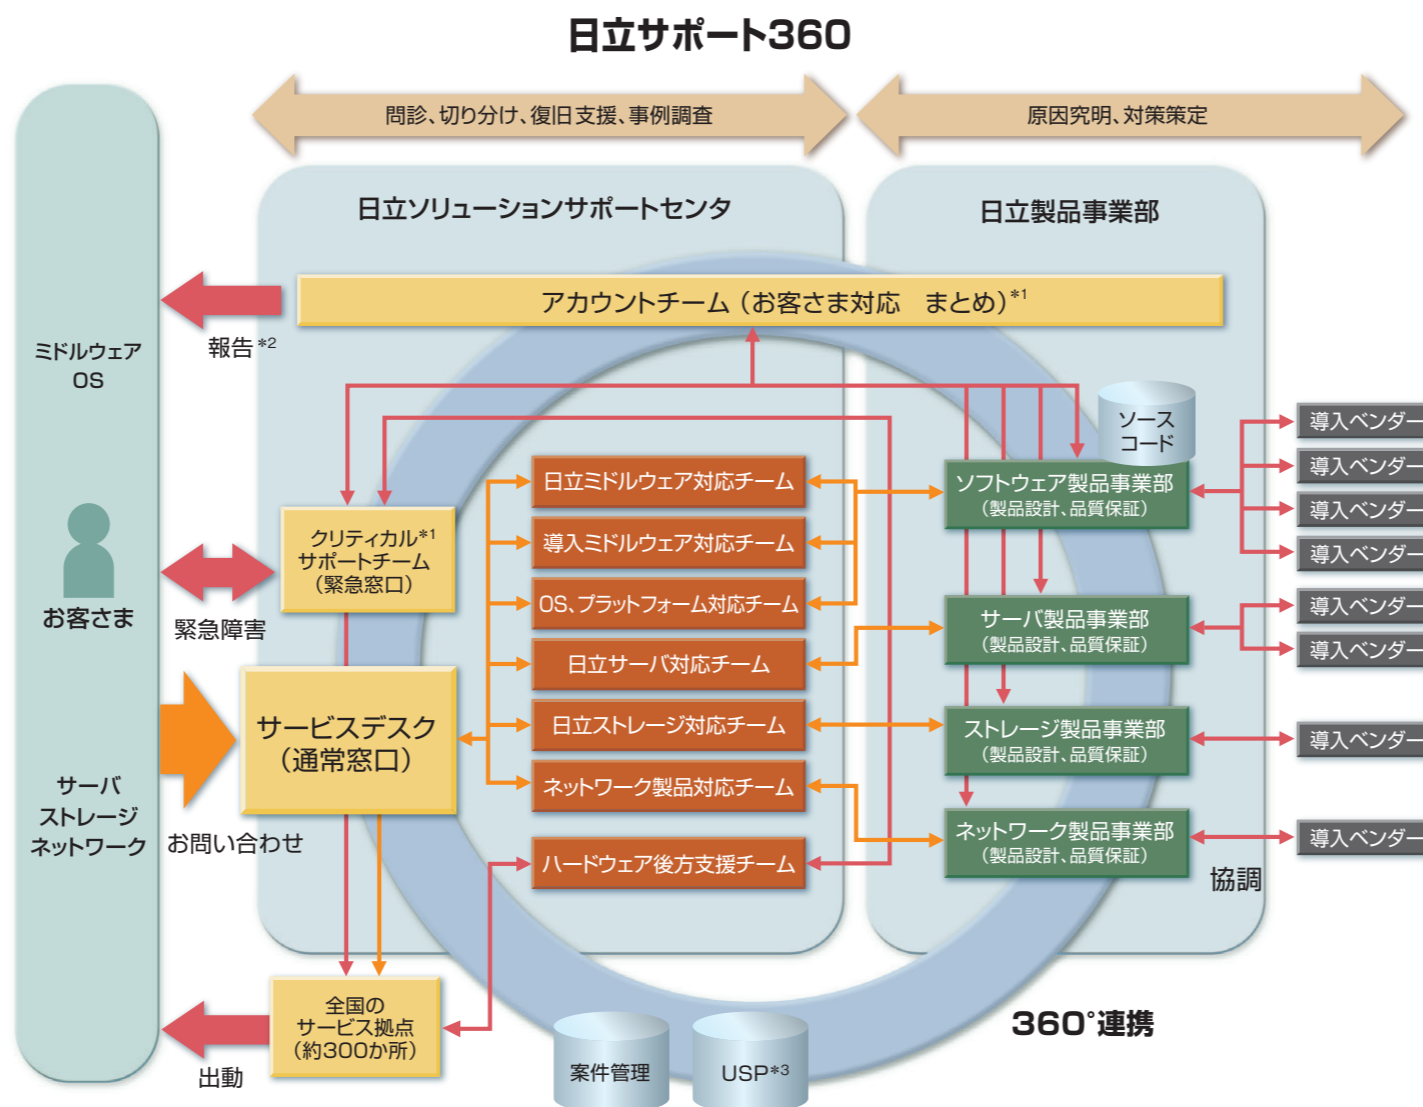 日立サポート360
問診、切り分け、復旧支援、事例調査
原因究明、対策策定
日立ソリューションサポートセンタ
日立製品事業部
アカウントチーム（お客さま対応　まとめ）*1
報告*2
ミドルウェア
OS
お客さま
サーバ
ストレージ
ネットワーク
クリティカル*1
サポートチーム
（緊急窓口）
緊急障害
サービスデスク
（通常窓口）
お問い合わせ
全国の
サービス拠点
（約300か所）
出動
日立ミドルウェア対応チーム
導入ミドルウェア対応チーム
OS、プラットフォーム対応チーム
日立サーバ対応チーム
日立ストレージ対応チーム
ネットワーク製品対応チーム
ハードウェア後方支援チーム
ソース
コード
ソフトウェア製品事業部
（製品設計、品質保証）
サーバ製品事業部
（製品設計、品質保証）
ストレージ製品事業部
（製品設計、品質保証）
ネットワーク製品事業部
（製品設計、品質保証）
導入ベンダー
導入ベンダー
導入ベンダー
導入ベンダー
導入ベンダー
導入ベンダー
導入ベンダー
導入ベンダー
協調
360°連携
案件管理
USP*3